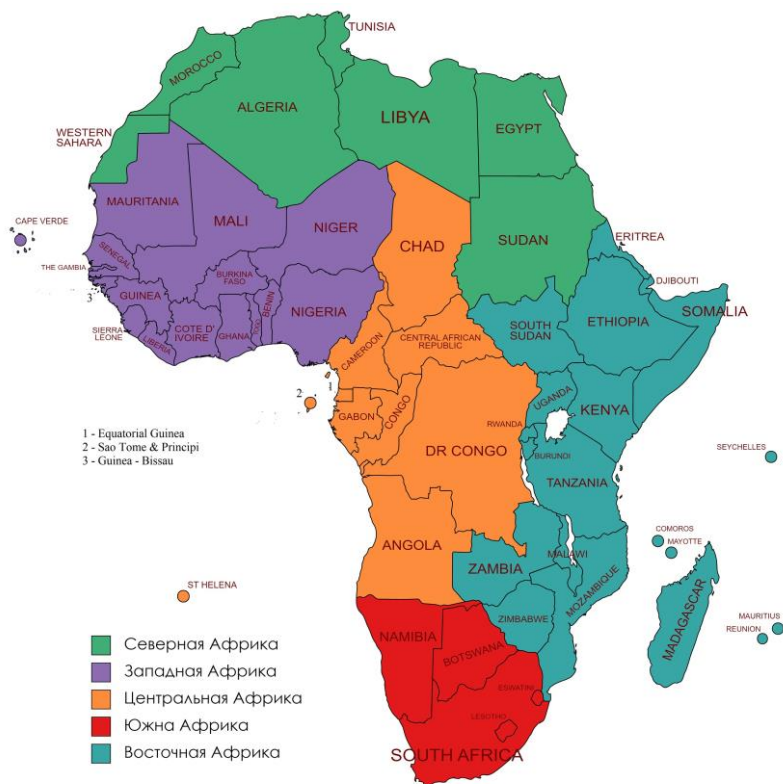 TUNISIA
MOROCCO
ALGERIA
LIBYA
EGYPT
WESTERN
SAHARA
MAURITANIA
MALI
NIGER
CHAD
SUDAN
ERITREA
CAPE VERDE
SENEGAL
THE GAMBIA
BURKINA
FASO
DJIBOUTI
3
GUINEA
BENIN
NIGERIA
SOMALIA
SIERRA
LEONE
LIBERIA
COTE D'
IVOIRE
GHANA
TOGO
SOUTH
SUDAN
ETHIOPIA
CENTRAL AFRICAN
REPUBLIC
CAMEROON
1
2
GABON
CONGO
UGANDA
KENYA
RWANDA
DR CONGO
BURUNDI
TANZANIA
SEYCHELLES
1 - Equatorial Guinea
2 - Sao Tome & Principi
3 - Guinea - Bissau
COMOROS
MAYOTTE
ANGOLA
MALAWI
ZAMBIA
ST HELENA
MOZAMBIQUE
ZIMBABWE
MADAGASCAR
MAURITIUS
REUNION
NAMIBIA
BOTSWANA
ESWATINI
LESOTHO
SOUTH AFRICA
Северная Африка
Западная Африка
Центральная Африка
Южна Африка
Восточная Африка